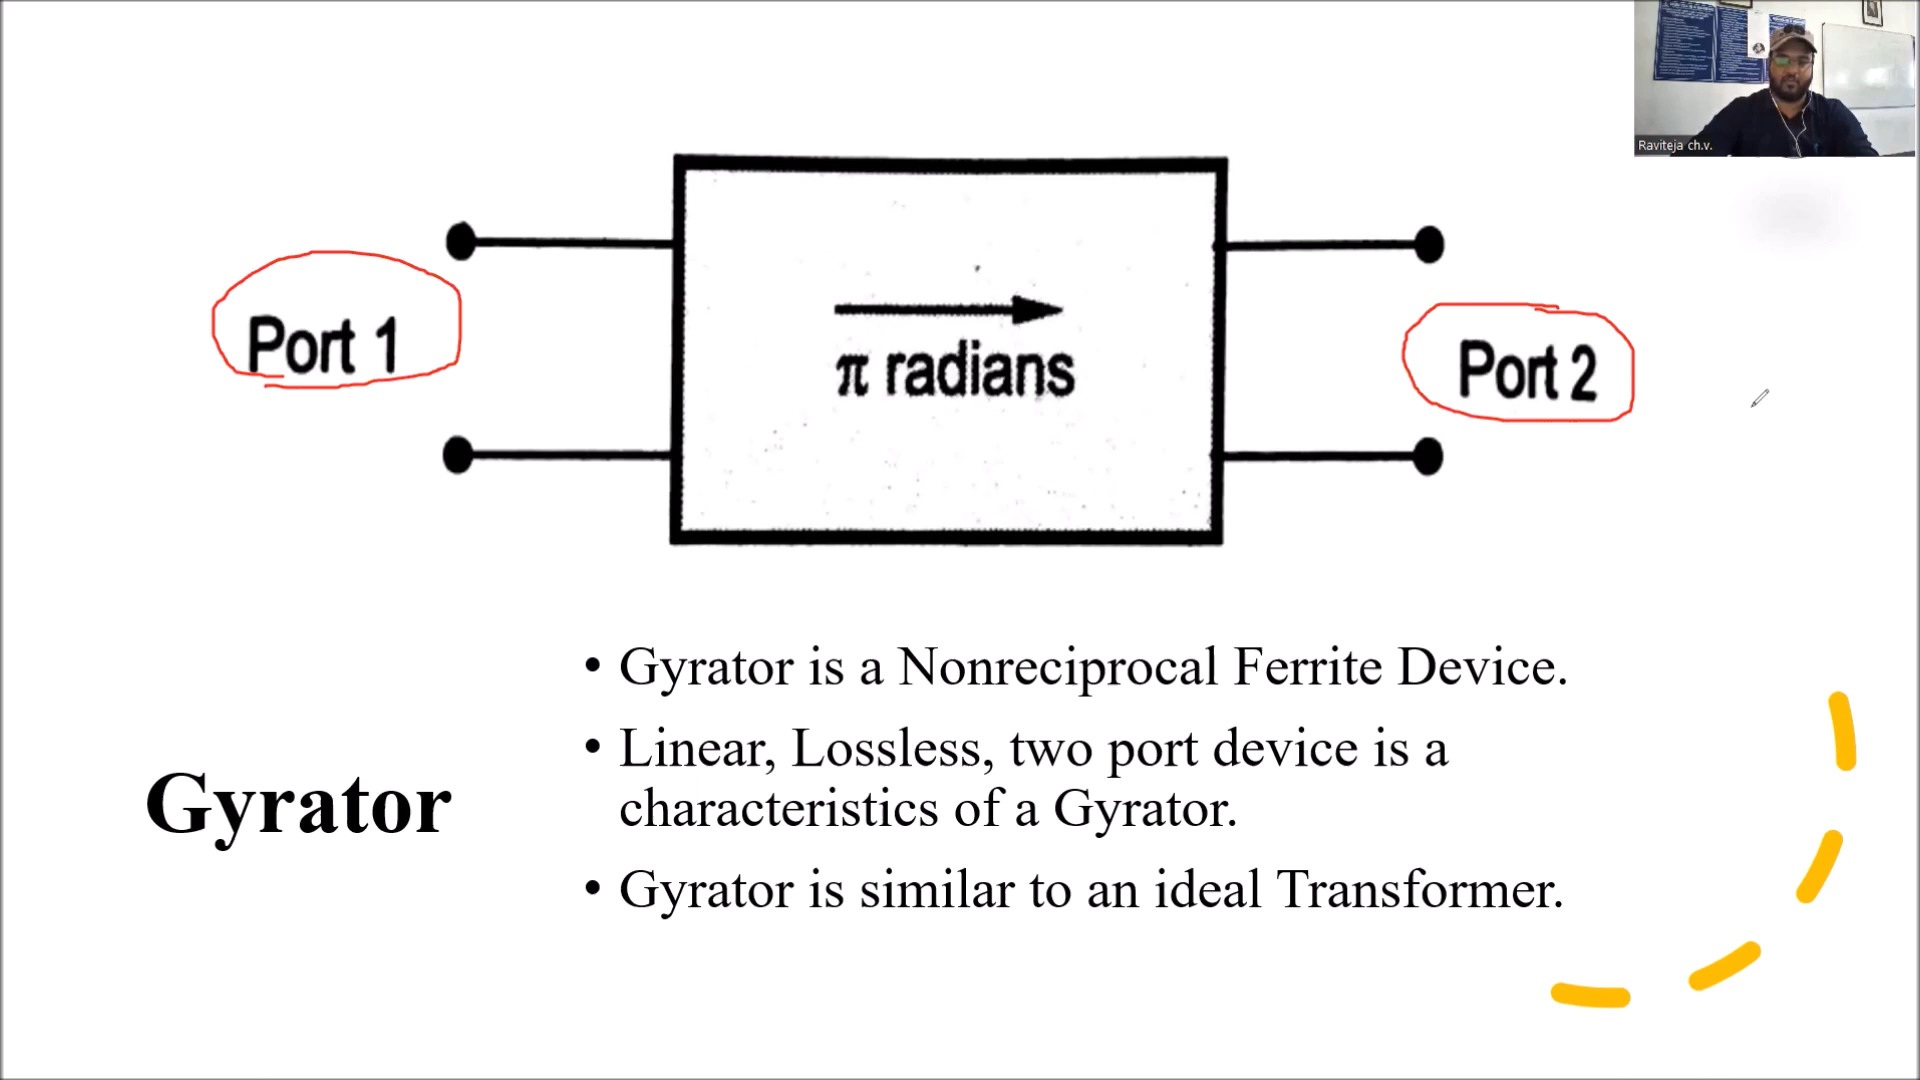 Raviteja ch.v.
Port 1
π radians
Port 2
Gyrator
• Gyrator is a Nonreciprocal Ferrite Device.
• Linear, Lossless, two port device is a
characteristics of a Gyrator.
• Gyrator is similar to an ideal Transformer.